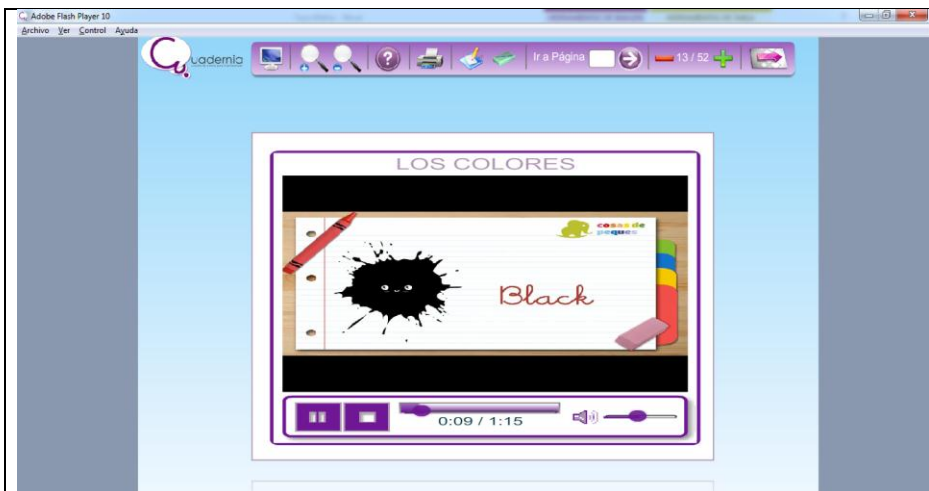 Adobe Flash Player 10
Archivo Ver Control Ayuda
Cuadernia
Ir a Página
13 / 52
LOS COLORES
cosas de
peques
Black
0:09 / 1:15